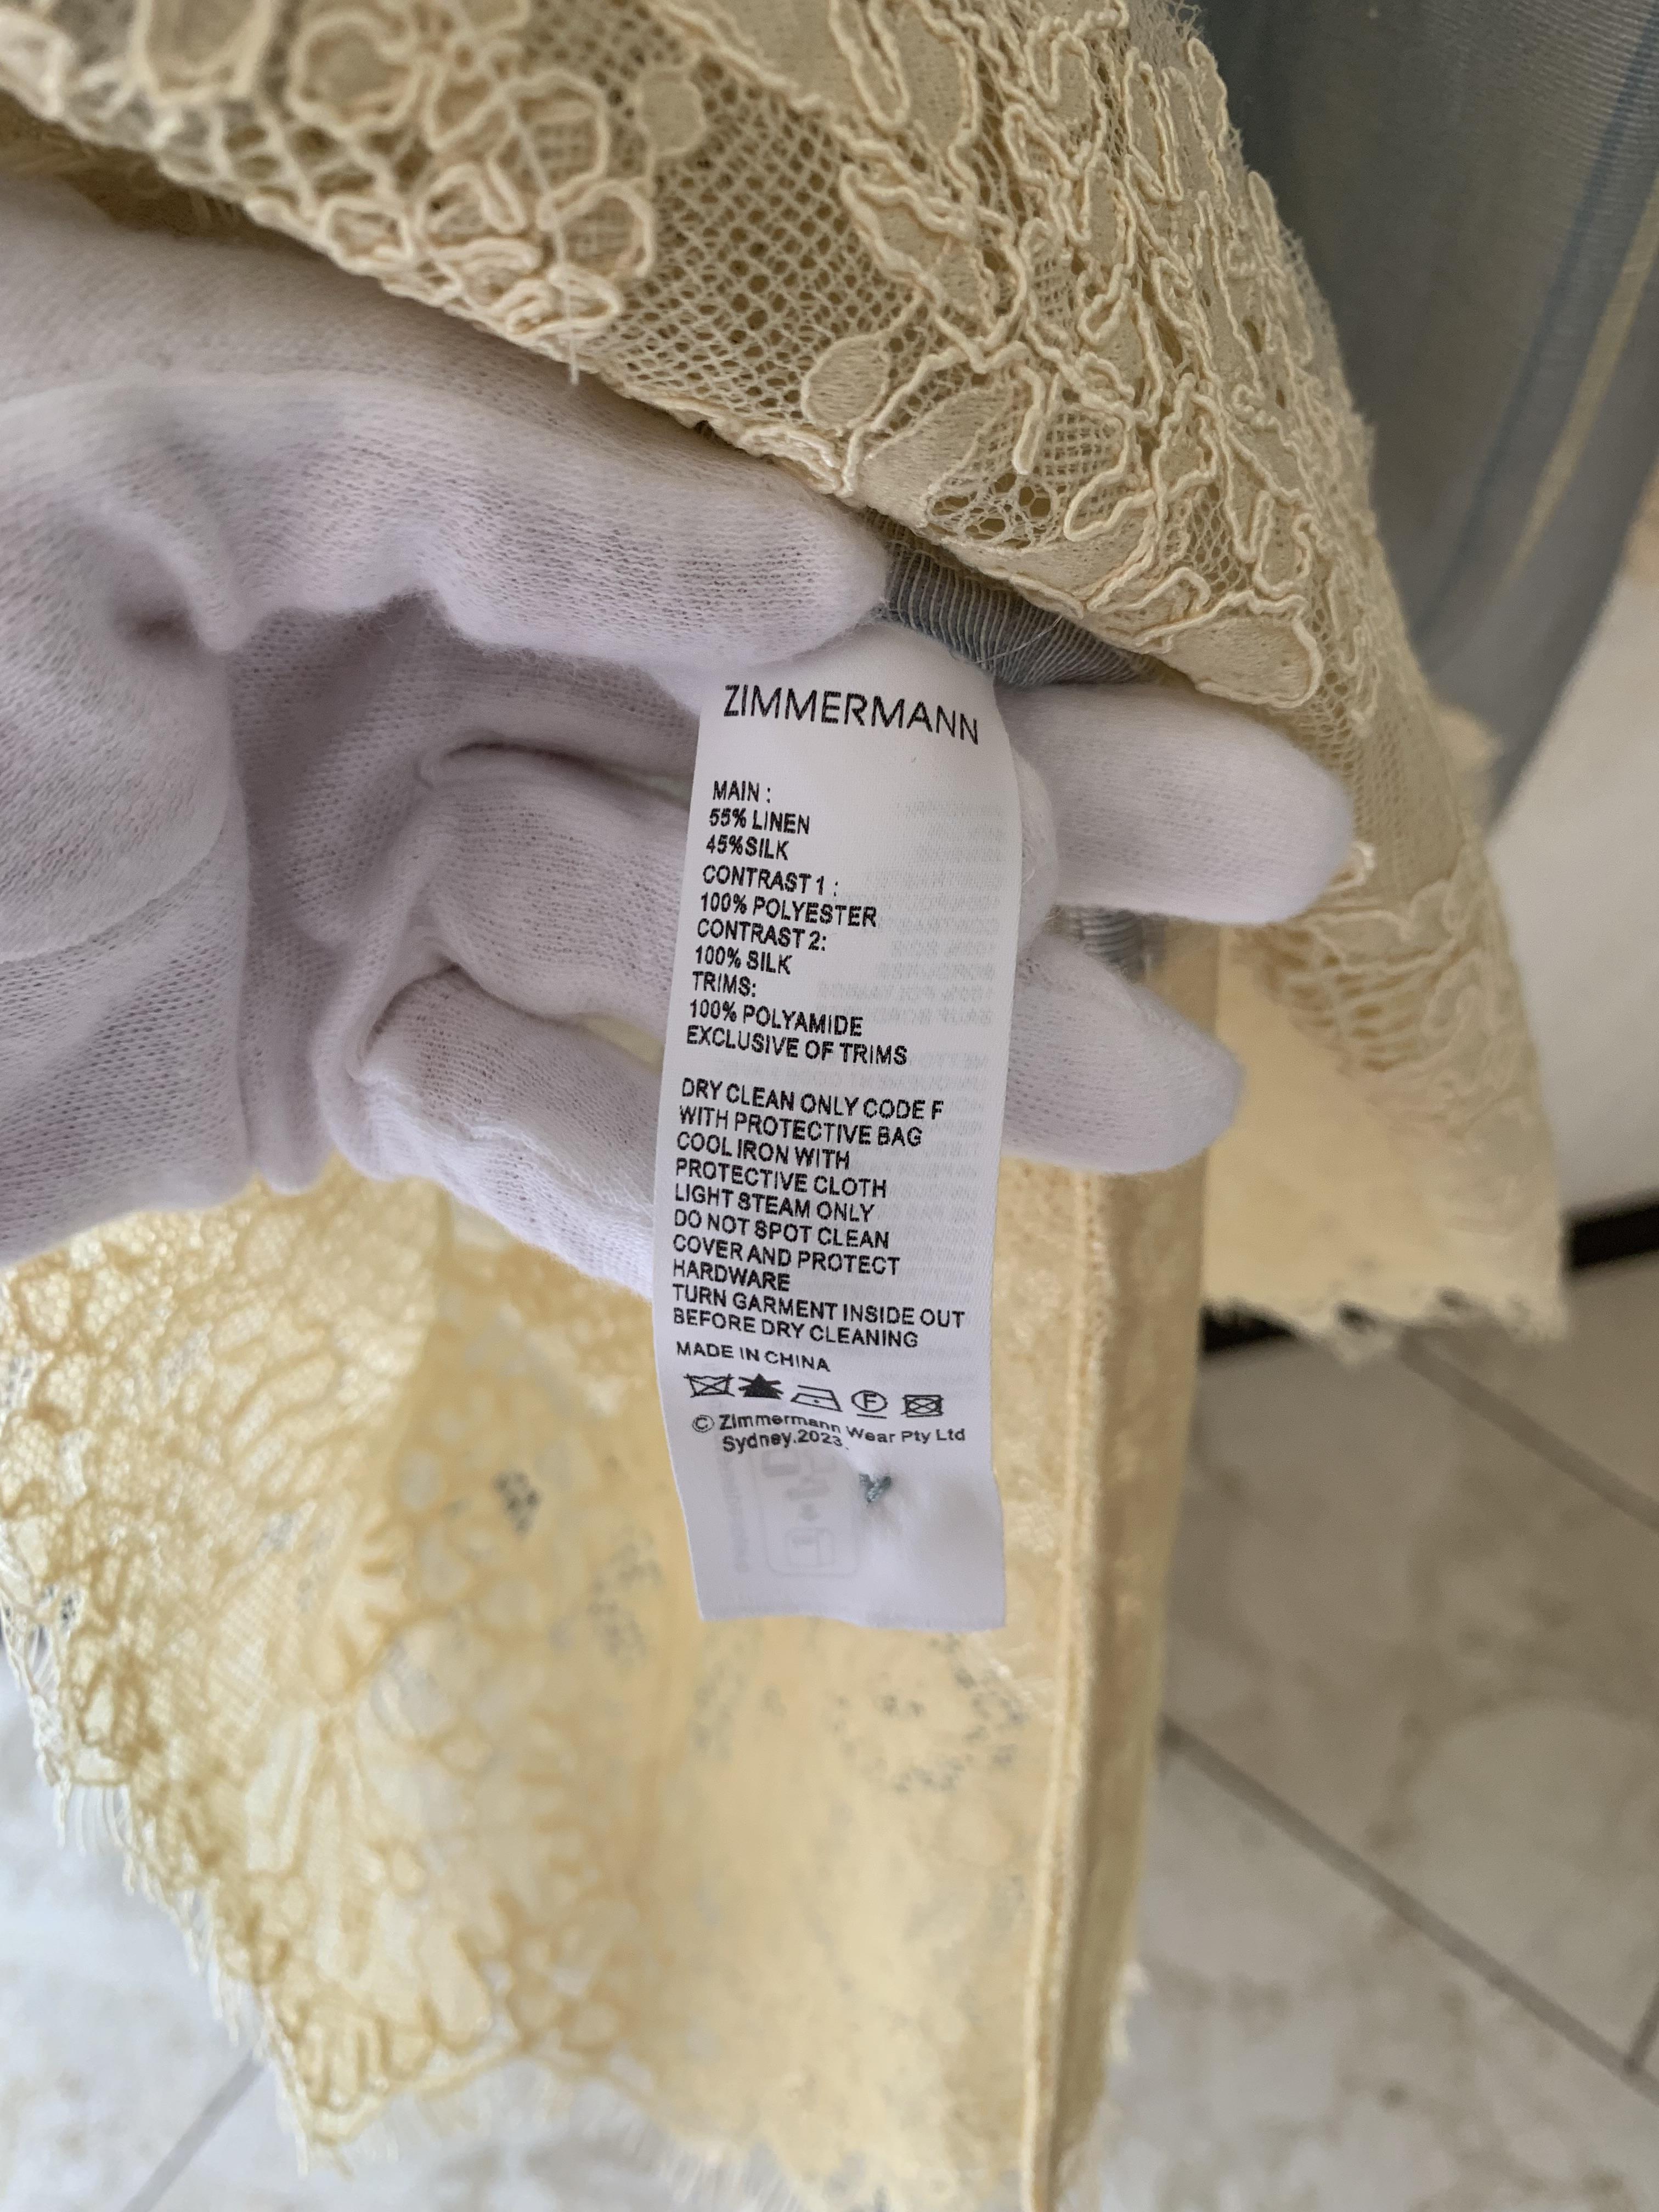 ZIMMERMANN
MAIN :
55% LINEN
45%SILK
CONTRAST 1 :
100% POLYESTER
CONTRAST 2:
100% SILK
TRIMS:
100% POLYAMIDE
EXCLUSIVE OF TRIMS
DRY CLEAN ONLY CODE F
WITH PROTECTIVE BAG
COOL IRON WITH
PROTECTIVE CLOTH
LIGHT STEAM ONLY
DO NOT SPOT CLEAN
COVER AND PROTECT
HARDWARE
TURN GARMENT INSIDE OUT
BEFORE DRY CLEANING
MADE IN CHINA
F
© Zimmermann Wear Pty Ltd
Sydney.2023.